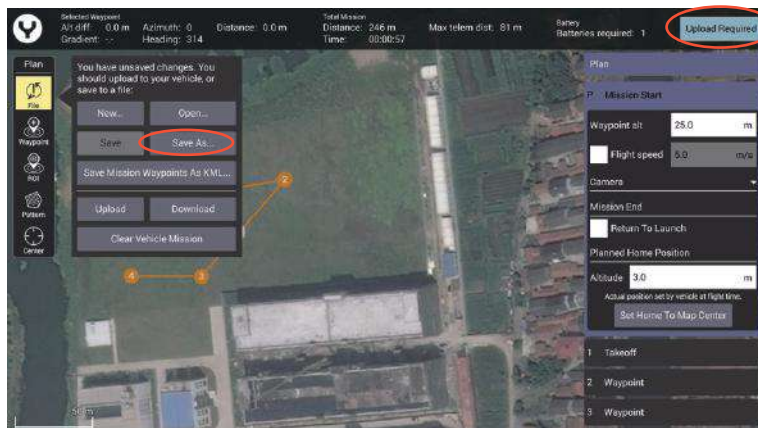 Selected Waypoint
Alt diff: 0.0 m Azimuth: 0 Distance: 0.0 m
Gradient: -.- Heading: 314
Total Mission
Distance: 246 m Max telem dist: 81 m
Time: 00:00:57
Battery
Batteries required: 1
Upload Required
Plan
File
Waypoint
ROI
Pattern
Center
You have unsaved changes. You
should upload to your vehicle, or
save to a file:
New... Open...
Save Save As...
Save Mission Waypoints As KML...
Upload Download
Clear Vehicle Mission
2
4 3
50 m
Plan
P Mission Start
Waypoint alt 25.0 m
Flight speed 5.0 m/s
Camera
Mission End
Return To Launch
Planned Home Position
Altitude 3.0 m
Actual position set by vehicle at flight time.
Set Home To Map Center
1 Takeoff
2 Waypoint
3 Waypoint